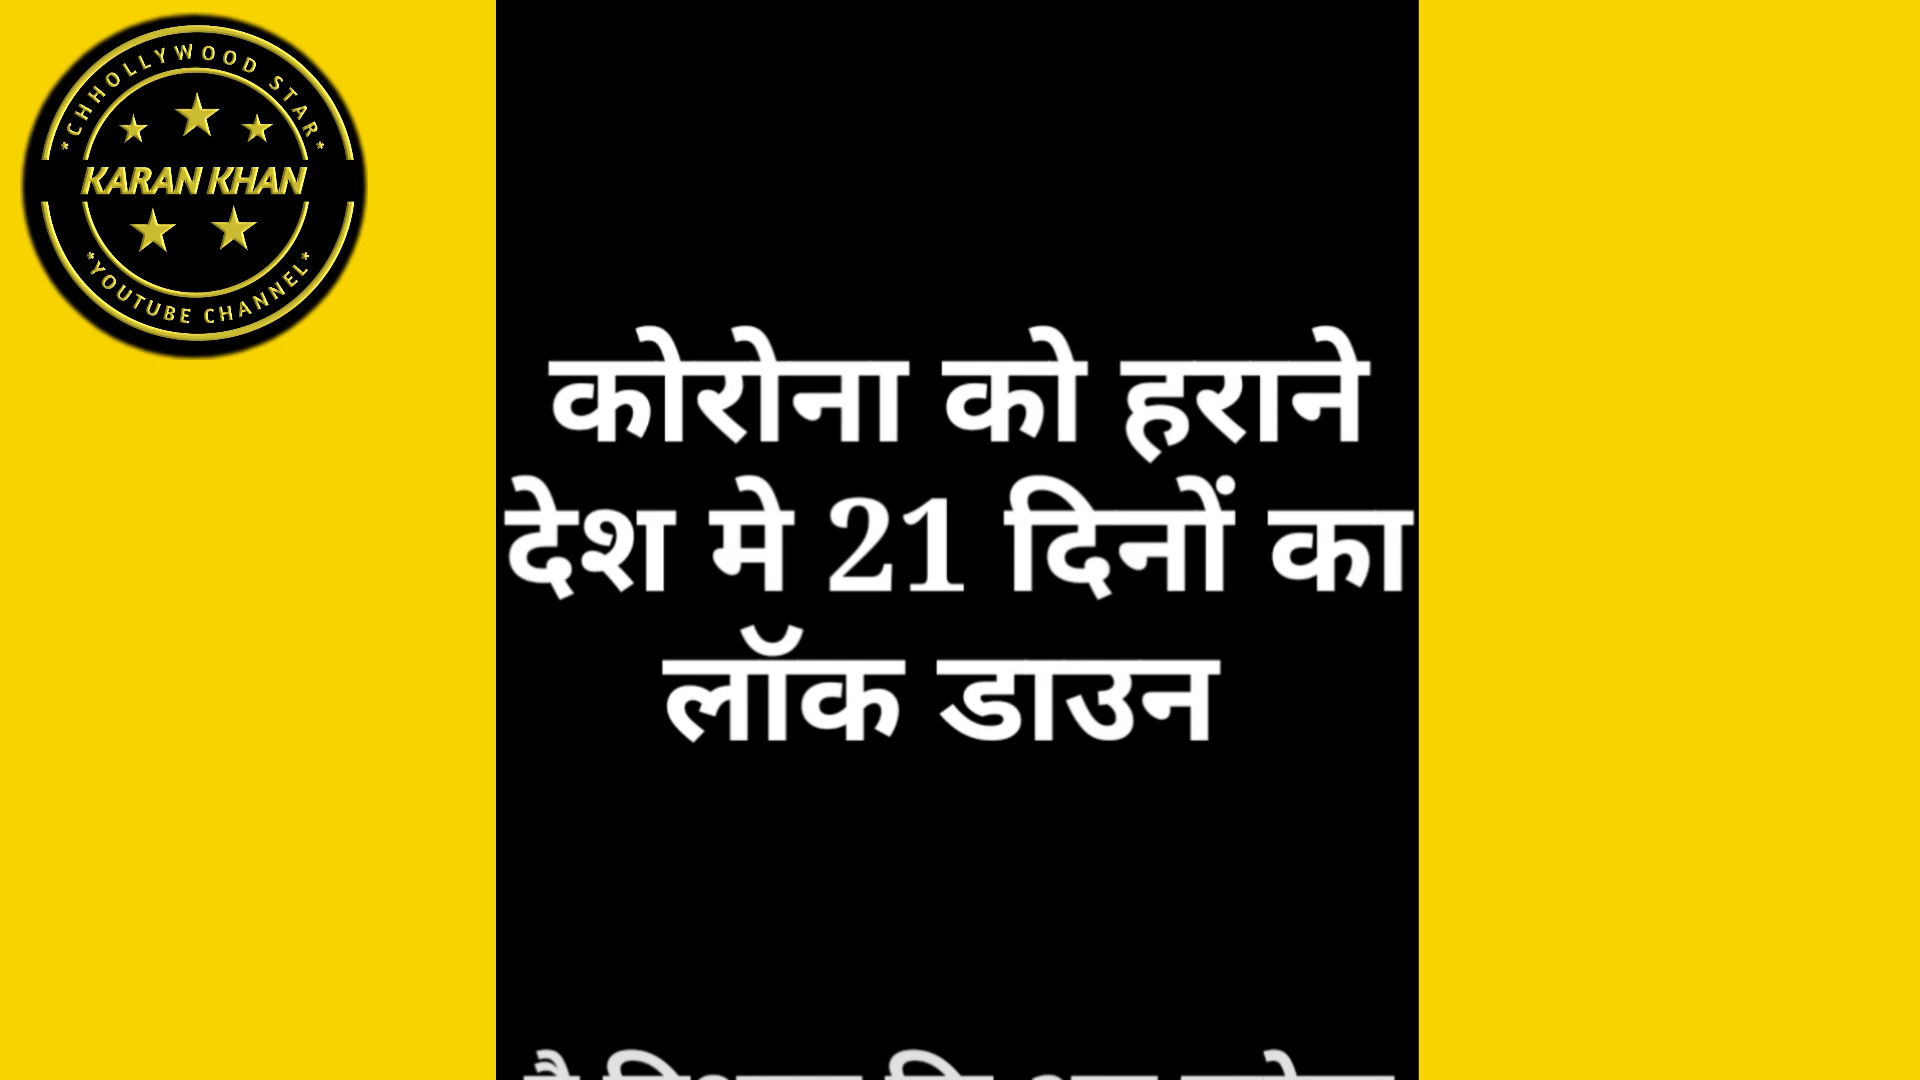 *CHHOLLYWOOD STAR*
KARAN KHAN
*YOUTUBE CHANNEL*
कोरोना को हराने
देश मे 21 दिनों का
लॉक डाउन